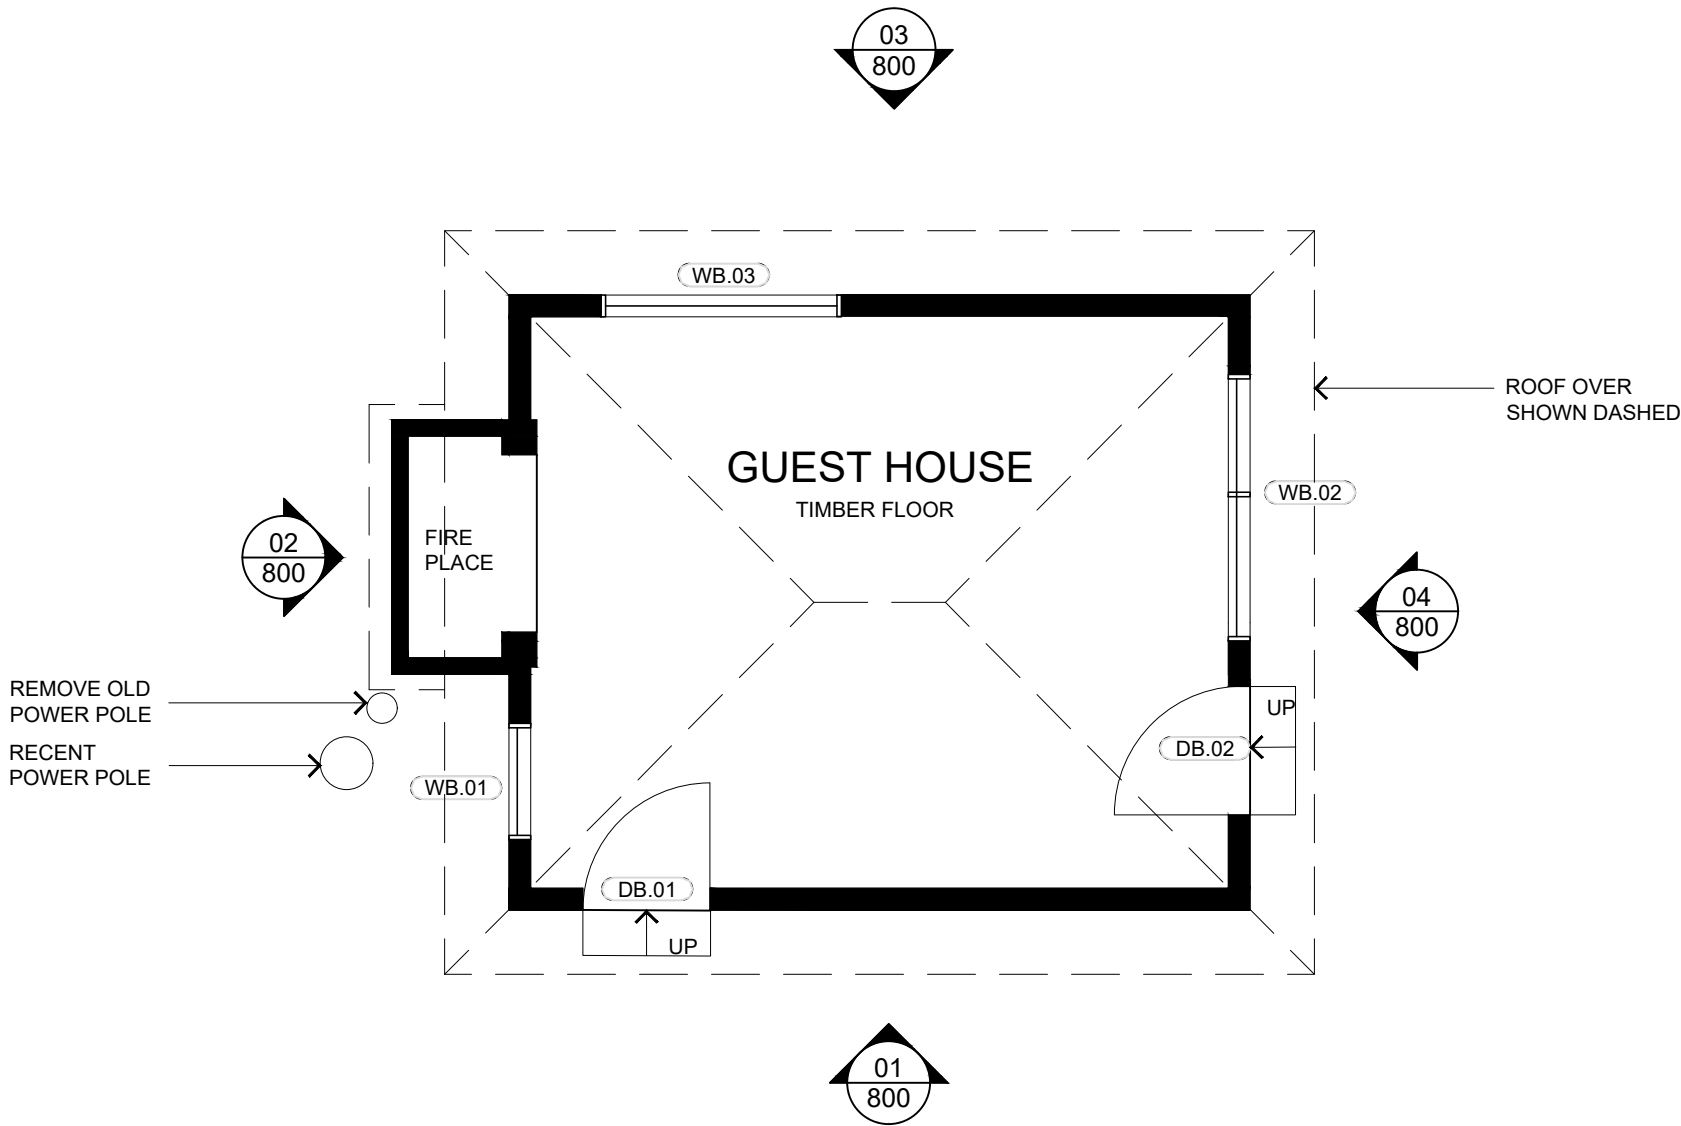 03
800
WB.03
ROOF OVER
SHOWN DASHED
GUEST HOUSE
TIMBER FLOOR
WB.02
FIRE
PLACE
02
800
04
800
REMOVE OLD
POWER POLE
RECENT
POWER POLE
UP
DB.02
WB.01
DB.01
UP
01
800